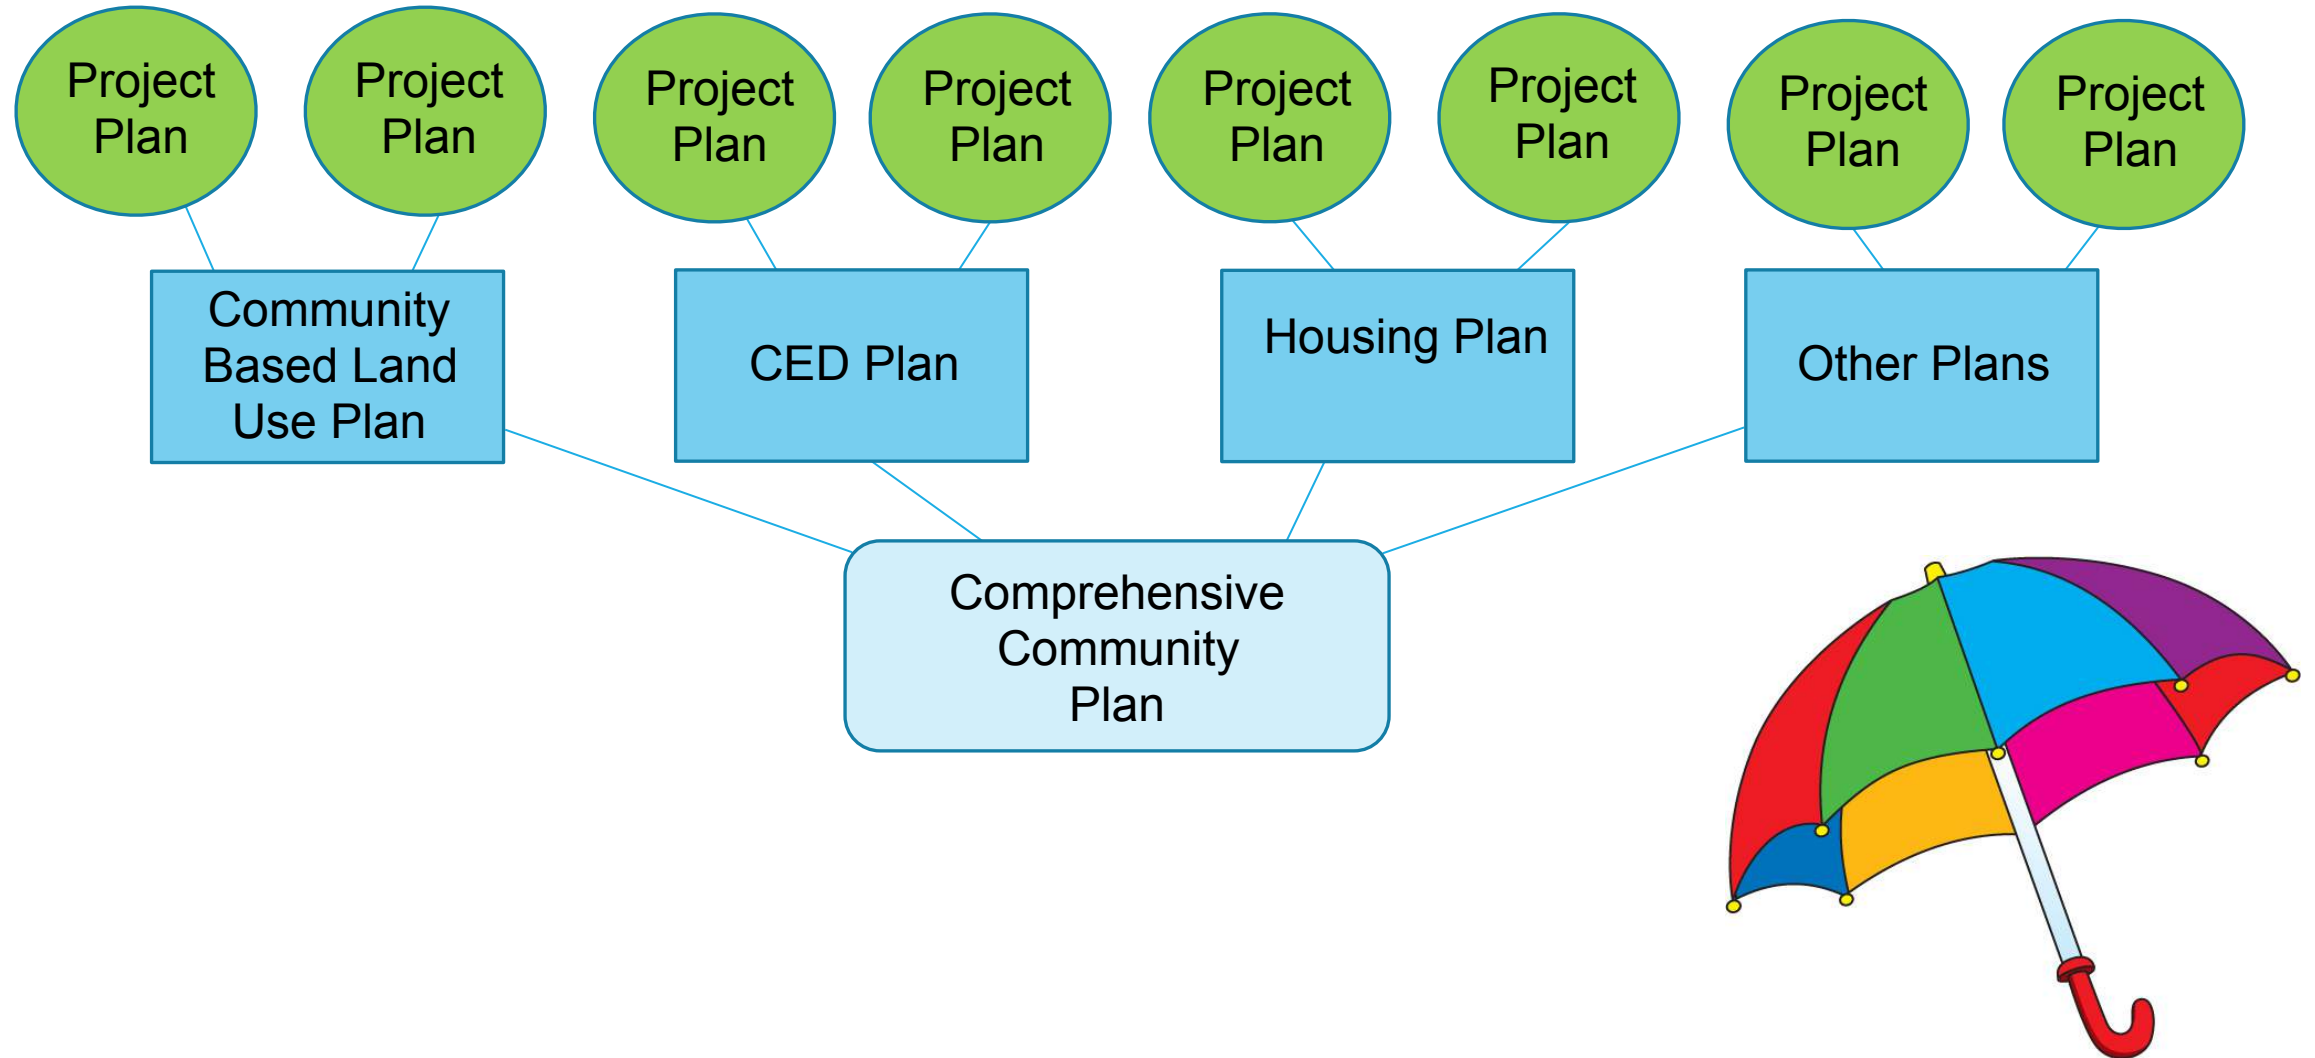 Project
Plan
Project
Plan
Project
Plan
Project
Plan
Project
Plan
Project
Plan
Project
Plan
Project
Plan
Community
Based Land
Use Plan
CED Plan
Housing Plan
Other Plans
Comprehensive
Community
Plan